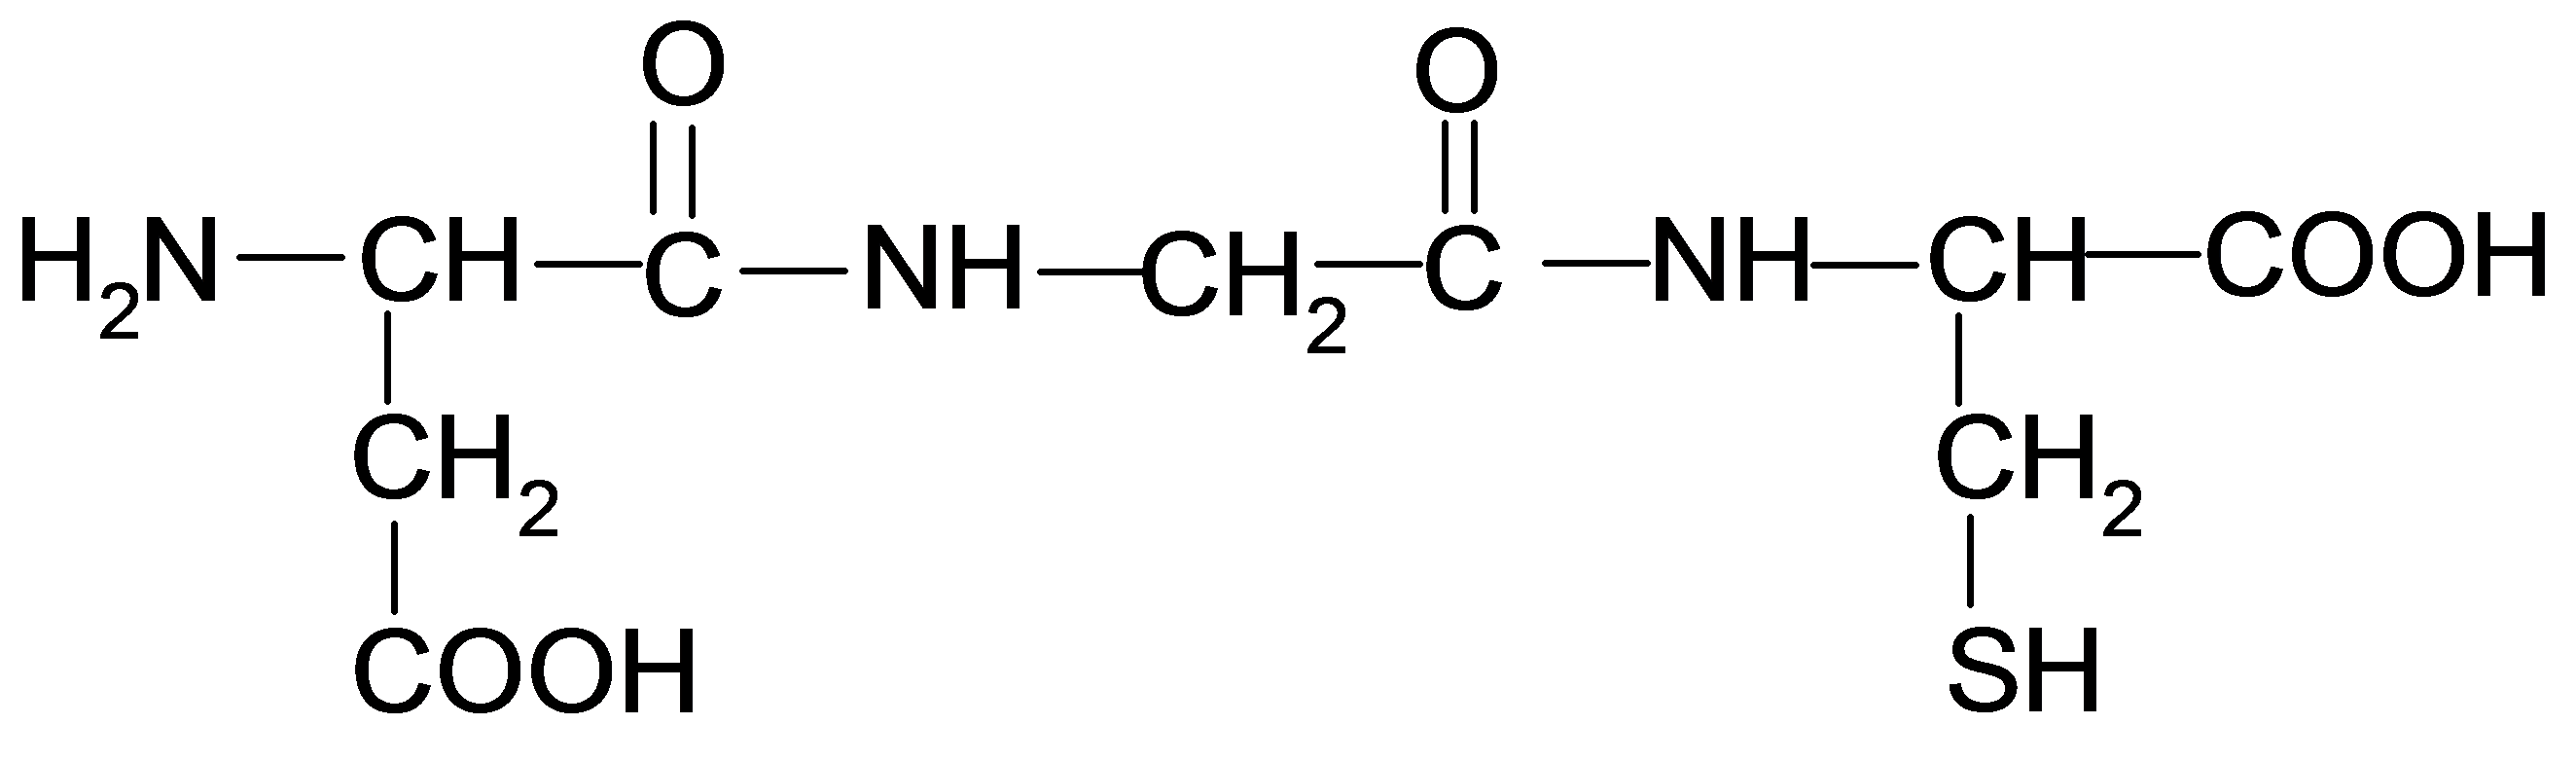 O O
H2N CH C NH CH2 C NH CH COOH
CH2 CH2
COOH SH